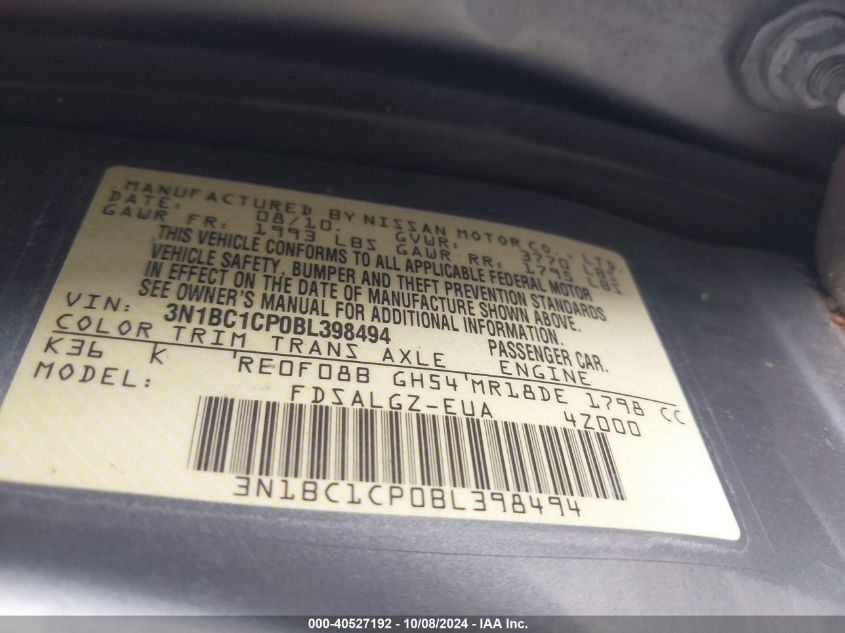 MANUFACTURED BY NISSAN MOTOR CO., LTD.
DATE: 08/10. GVWR: 3770 LBS
GAWR FR: 1993 LBS GAWR RR: 1795 LBS
THIS VEHICLE CONFORMS TO ALL APPLICABLE FEDERAL MOTOR
VEHICLE SAFETY, BUMPER AND THEFT PREVENTION STANDARDS
IN EFFECT ON THE DATE OF MANUFACTURE SHOWN ABOVE.
SEE OWNER'S MANUAL FOR ADDITIONAL INFORMATION.
VIN: 3N1BC1CP0BL398494 PASSENGER CAR.
COLOR TRIM TRANS AXLE ENGINE
K36 K RE0F08B GH54 MR18DE 1798 CC
FDSALGZ-EUA 4Z000
3N1BC1CP0BL398494
000-40527192 - 10/08/2024 - IAA Inc.